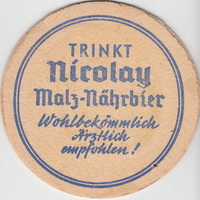 TRINKT
Nicolay
Malz-Nährbier
Wohlbekömmlich
Ärztlich
empfohlen!